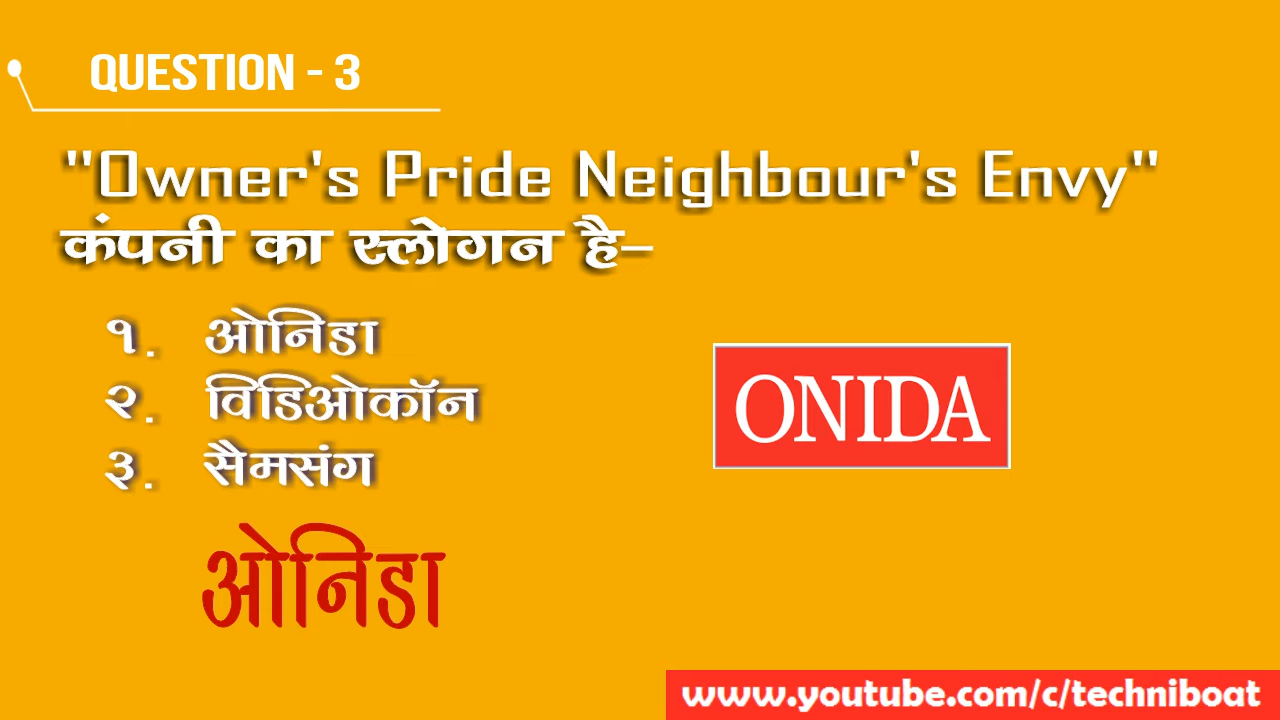 QUESTION - 3
"Owner's Pride Neighbour's Envy"
कंपनी का स्लोगन है–
१. ओनिडा
२. विडिओकॉन
३. सैमसंग
ONIDA
ओनिडा
www.youtube.com/c/techniboat